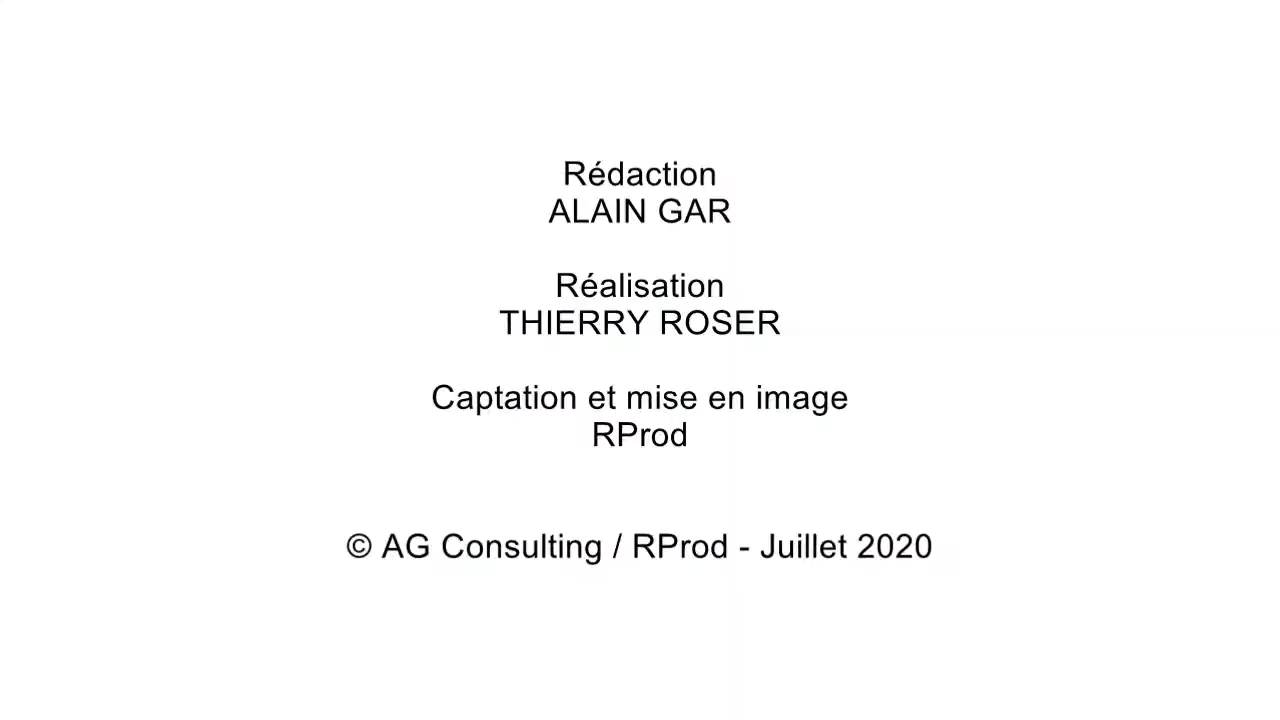 Rédaction
ALAIN GAR
Réalisation
THIERRY ROSER
Captation et mise en image
RProd
© AG Consulting / RProd - Juillet 2020